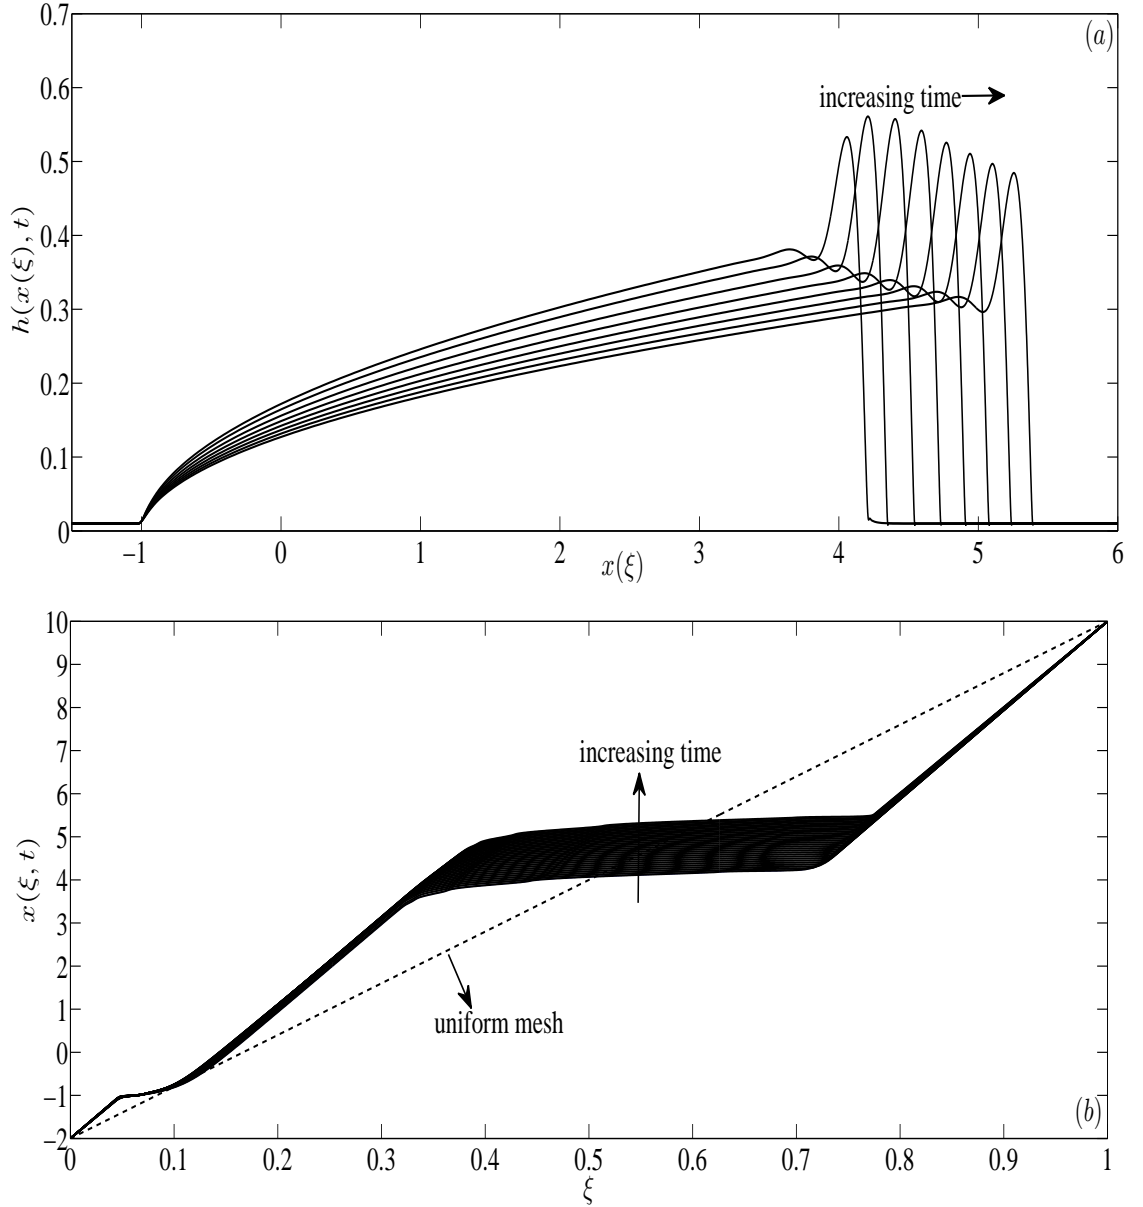 0.7
(a)
0.6
increasing time
0.5
0.4
h(x(ξ), t)
0.3
0.2
0.1
0
−1 0 1 2 3 4 5 6
x(ξ)
10
9
8
7
increasing time
6
5
x(ξ, t)
4
3
2
1
uniform mesh
0
−1
(b)
−2
0 0.1 0.2 0.3 0.4 0.5 0.6 0.7 0.8 0.9 1
ξ